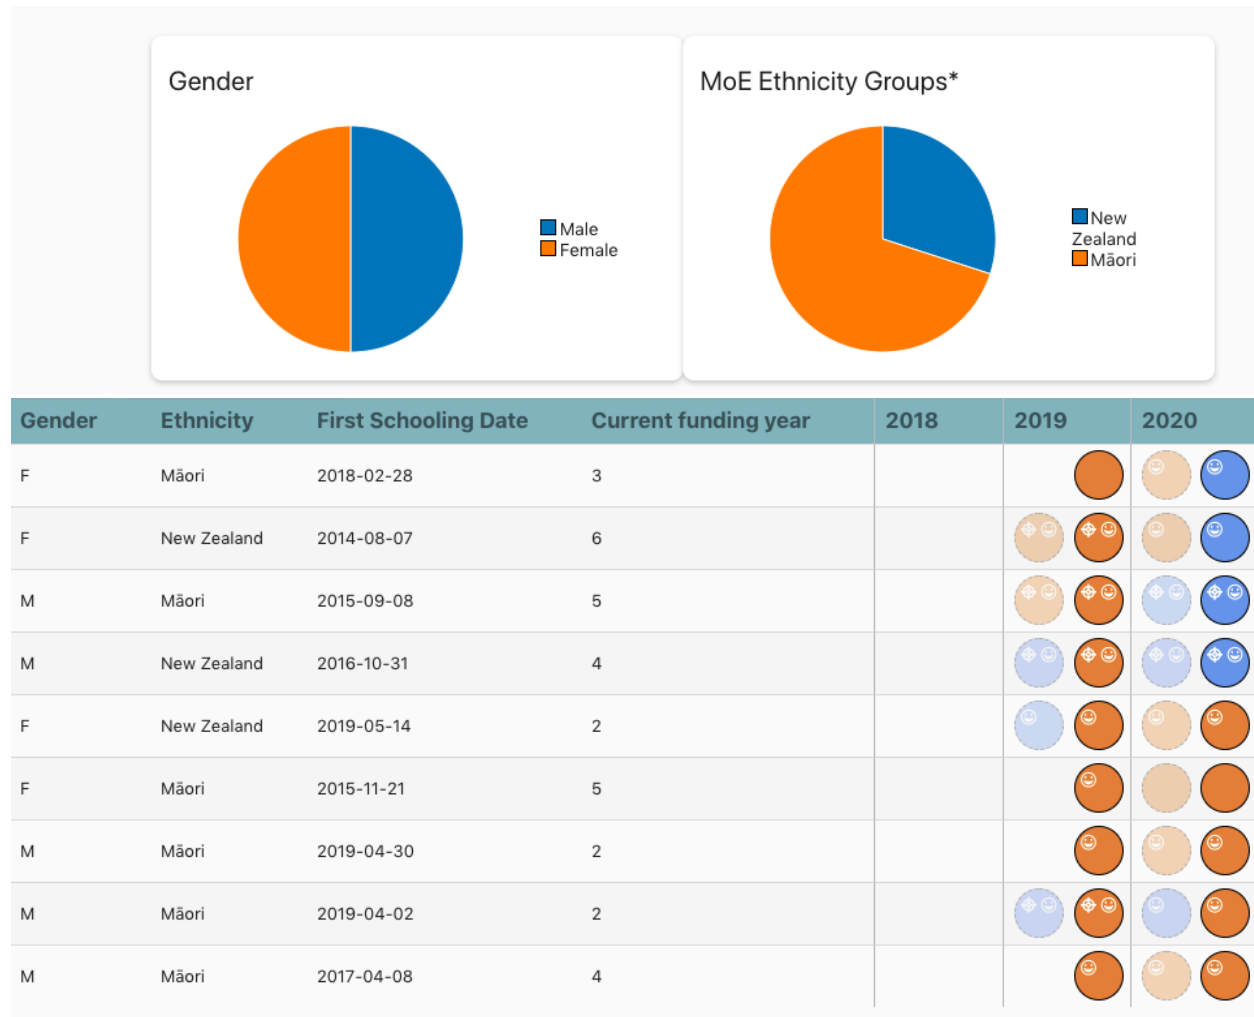 Gender
Male
Female
MoE Ethnicity Groups*
New
Zealand
Māori
Gender Ethnicity First Schooling Date Current funding year 2018 2019 2020
F Māori 2018-02-28 3
F New Zealand 2014-08-07 6
M Māori 2015-09-08 5
M New Zealand 2016-10-31 4
F New Zealand 2019-05-14 2
F Māori 2015-11-21 5
M Māori 2019-04-30 2
M Māori 2019-04-02 2
M Māori 2017-04-08 4